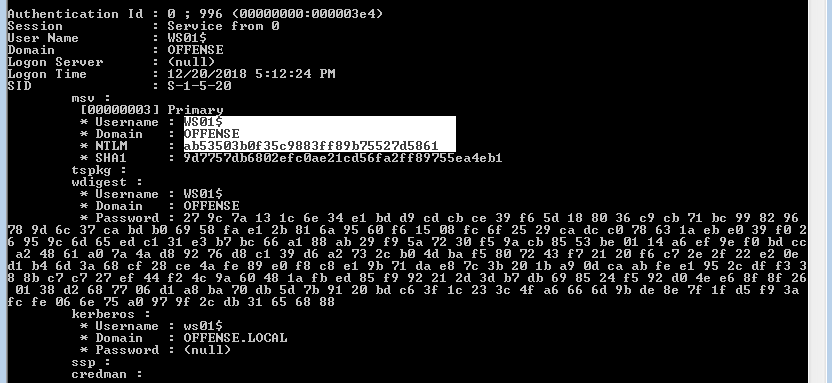 Authentication Id : 0 ; 996 (00000000:000003e4)
Session           : Service from 0
User Name         : WS01$
Domain            : OFFENSE
Logon Server      : (null)
Logon Time        : 12/20/2018 5:12:24 PM
SID               : S-1-5-20
msv :
[00000003] Primary
* Username : WS01$
* Domain   : OFFENSE
* NTLM     : ab53503b0f35c9883ff89b75527d5861
* SHA1     : 9d7757db6802efc0ae21cd56fa2ff89755ea4eb1
tspkg :
wdigest :
* Username : WS01$
* Domain   : OFFENSE
* Password : 27 9c 7a 13 1c 6e 34 e1 bd d9 cd cb ce 39 f6 5d 18 80 36 c9 cb 71 bc 99 82 96
78 9d 6c 37 ca bd b0 69 58 fa e1 2b 81 6a 95 60 f6 15 08 fc 6f 25 29 ca dc c0 78 63 1a eb e0 39 f0 2
6 95 9c 6d 65 ed c1 31 e3 b7 bc 66 a1 88 ab 29 f9 5a 72 30 f5 9a cb 85 53 be 01 14 a6 ef 9e f0 bd cc
a2 48 61 a0 7a 4a d8 92 76 d8 c1 39 d6 a2 73 2c b0 4d ba f5 80 72 43 f7 21 20 f6 c7 2e 2f 22 e2 0e
d1 b4 6d 3a 68 cf 28 ce 4a fe 89 e0 f8 c8 e1 9b 71 da e8 7c 3b 20 1b a9 0d ca ab fe e1 95 2c df f3 3
8 8b c7 c7 27 ef 44 f2 4c 9a 60 48 1a fb ed 85 f9 92 21 2d 3d b7 db 69 85 24 f5 92 d0 4e e6 8f 8f 26
01 38 d2 68 77 06 d1 a8 ba 70 db 5d 7b 91 20 bd c6 3f 1c 23 3c 4f a6 66 6d 9b de 8e 7f 1f d5 f9 3a
fc fe 06 6e 75 a0 97 9f 2c db 31 65 68 88
kerberos :
* Username : ws01$
* Domain   : OFFENSE.LOCAL
* Password : (null)
ssp :
credman :